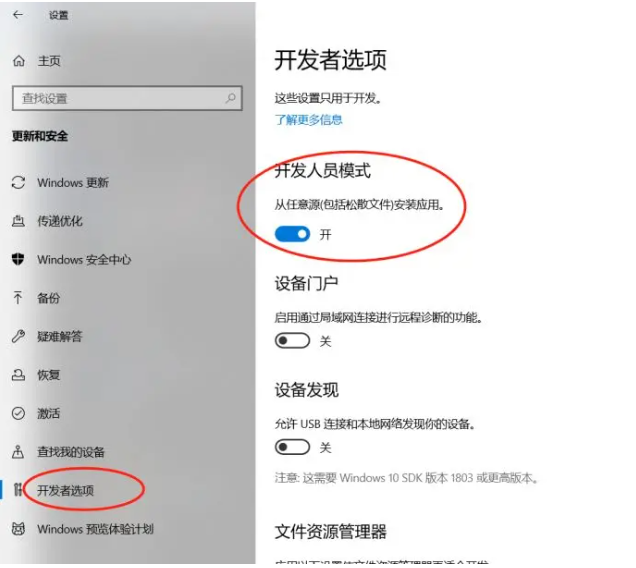 设置
主页
查找设置
更新和安全
Windows 更新
传递优化
Windows 安全中心
备份
疑难解答
恢复
激活
查找我的设备
开发者选项
Windows 预览体验计划
开发者选项
这些设置只用于开发。
了解更多信息
开发人员模式
从任意源(包括松散文件)安装应用。
开
设备门户
启用通过局域网连接进行远程诊断的功能。
关
设备发现
允许 USB 连接和本地网络发现你的设备。
关
注意: 这需要 Windows 10 SDK 版本 1803 或更高版本。
文件资源管理器